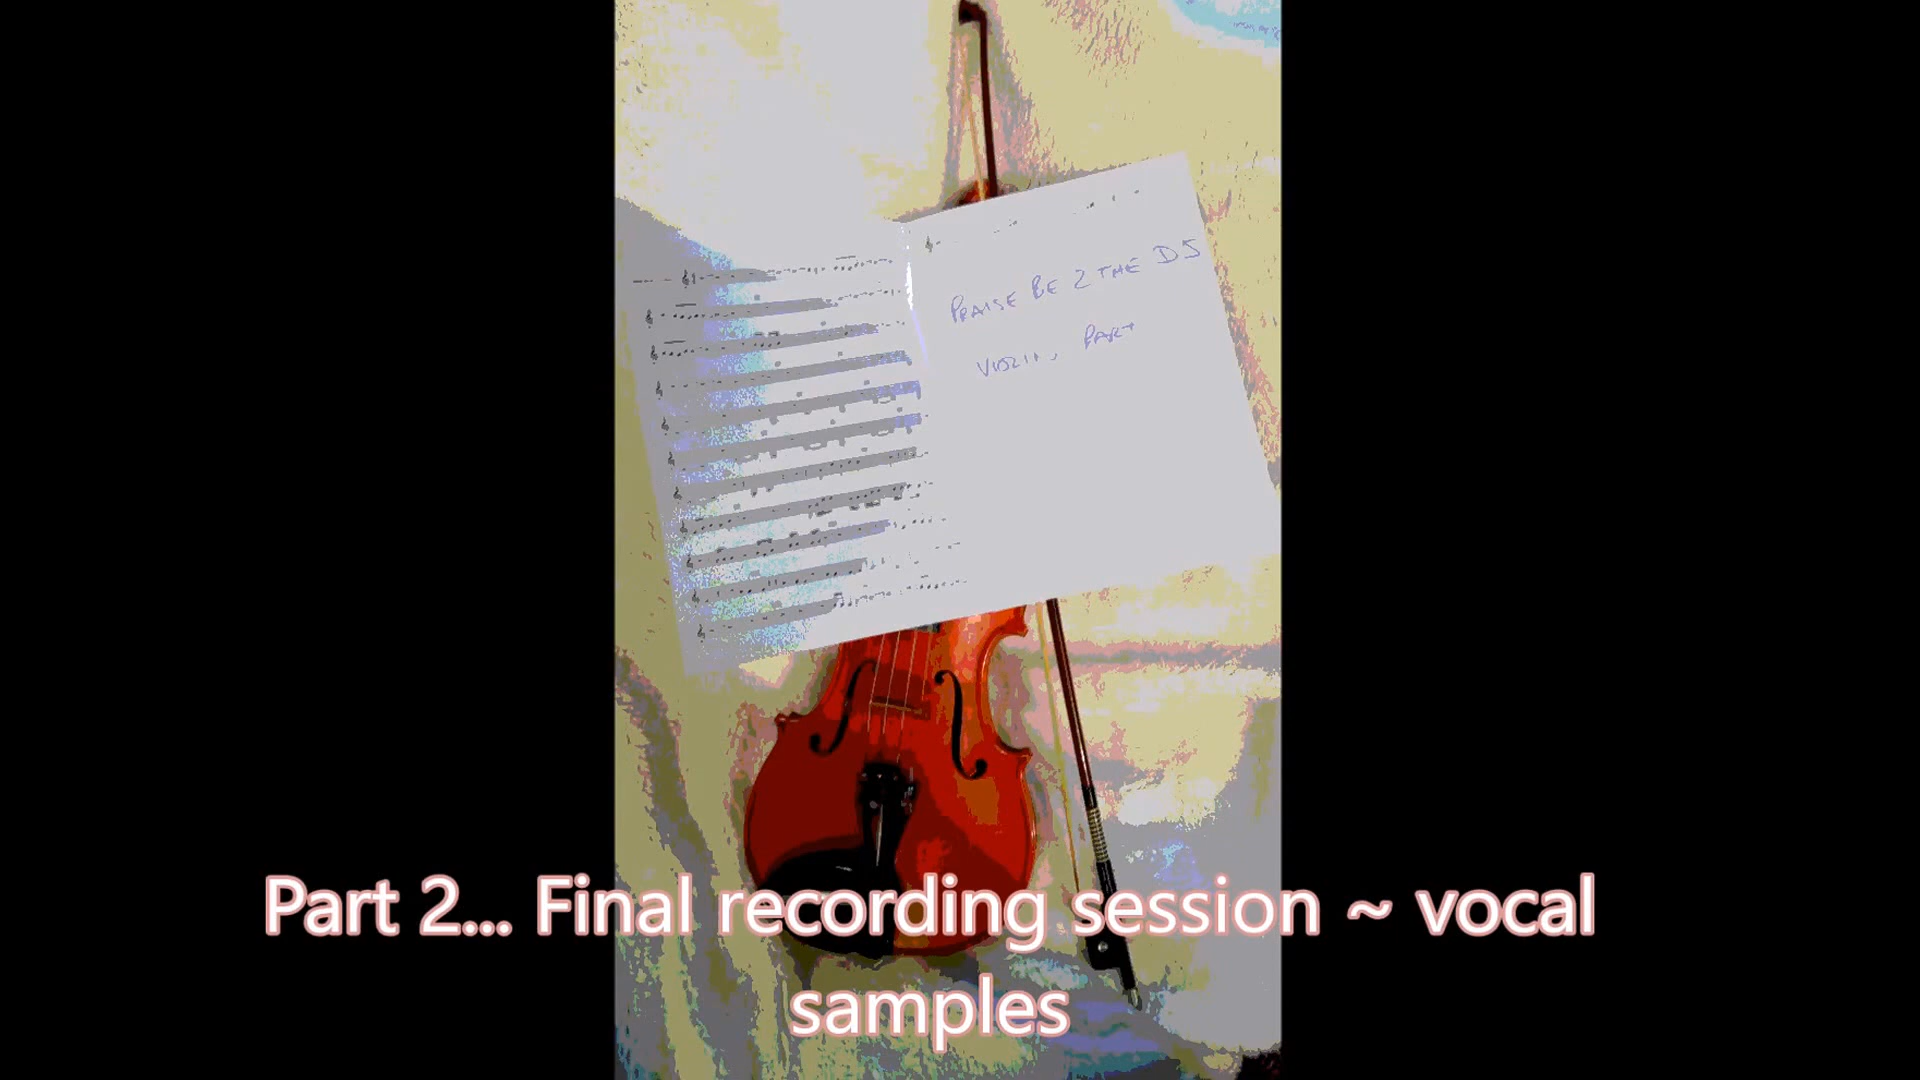 PRAISE BE 2 THE DJ
VIOLIN PART
Part 2... Final recording session ~ vocal
samples